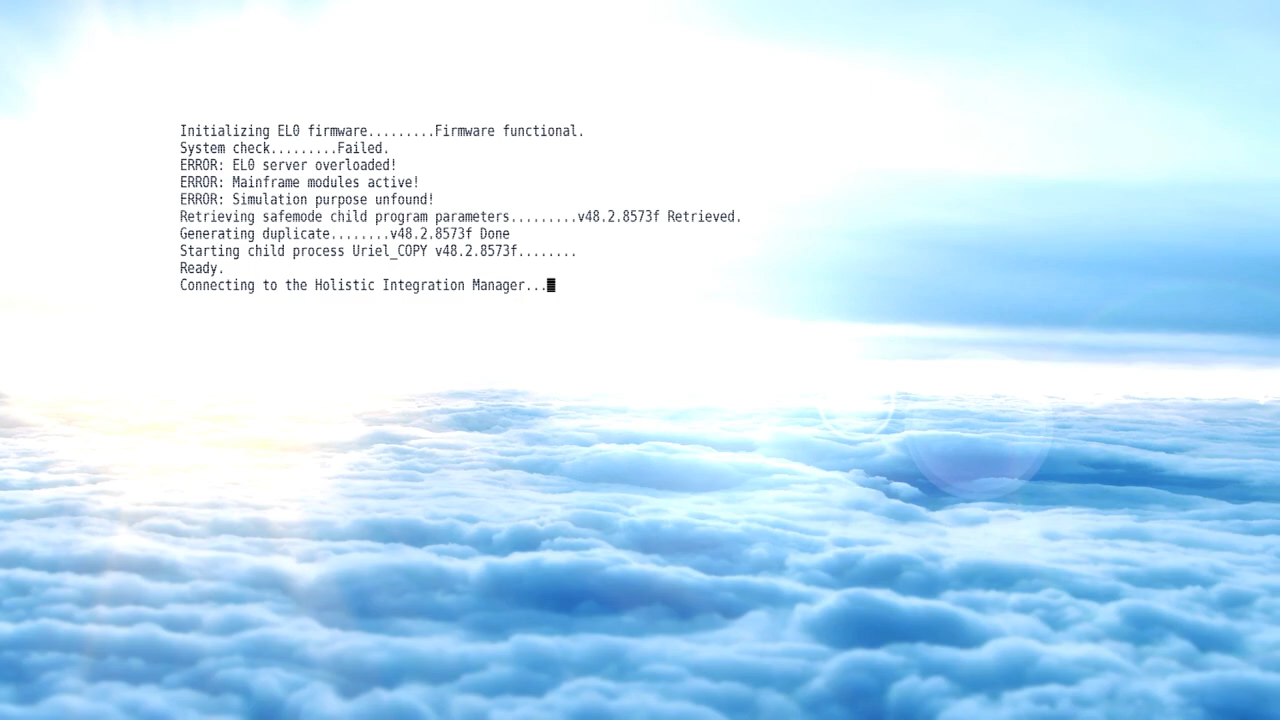 Initializing EL0 firmware.........Firmware functional.
System check.........Failed.
ERROR: EL0 server overloaded!
ERROR: Mainframe modules active!
ERROR: Simulation purpose unfound!
Retrieving safemode child program parameters.........v48.2.8573f Retrieved.
Generating duplicate........v48.2.8573f Done
Starting child process Uriel_COPY v48.2.8573f........
Ready.
Connecting to the Holistic Integration Manager...